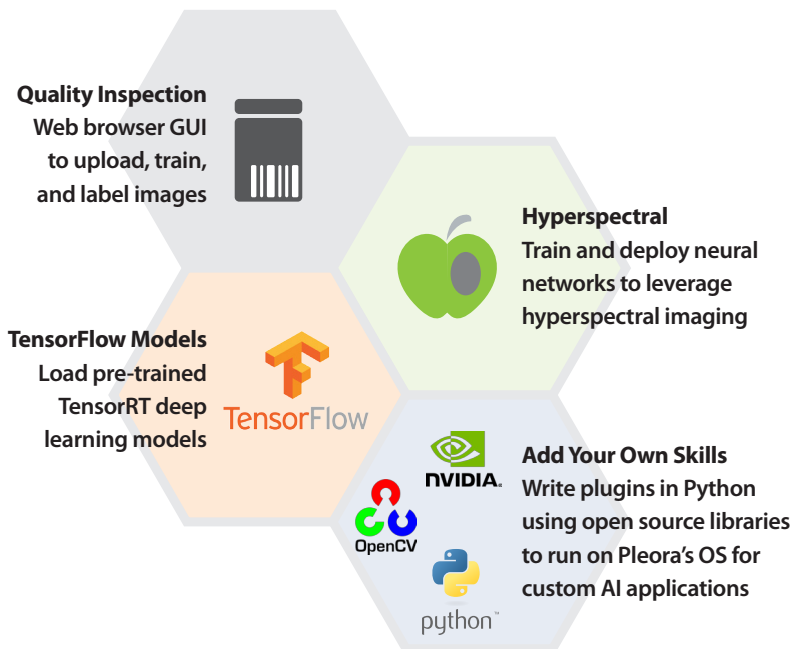 Quality Inspection
Web browser GUI
to upload, train,
and label images
Hyperspectral
Train and deploy neural
networks to leverage
hyperspectral imaging
TensorFlow Models
Load pre-trained
TensorRT deep
learning models
TensorFlow
NVIDIA.
OpenCV
python™
Add Your Own Skills
Write plugins in Python
using open source libraries
to run on Pleora's OS for
custom AI applications